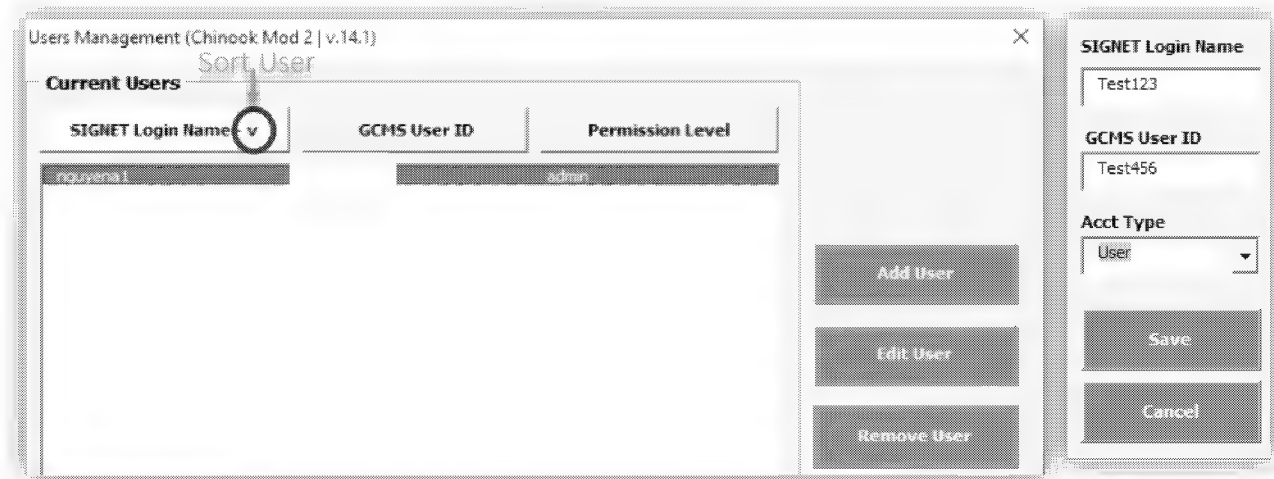 Users Management (Chinook Mod 2 | v.14.1)
Sort User
Current Users
SIGNET Login Name v GCMS User ID Permission Level
nguyena1 admin
Add User
Edit User
Remove User
SIGNET Login Name
Test123
GCMS User ID
Test456
Acct Type
User
Save
Cancel